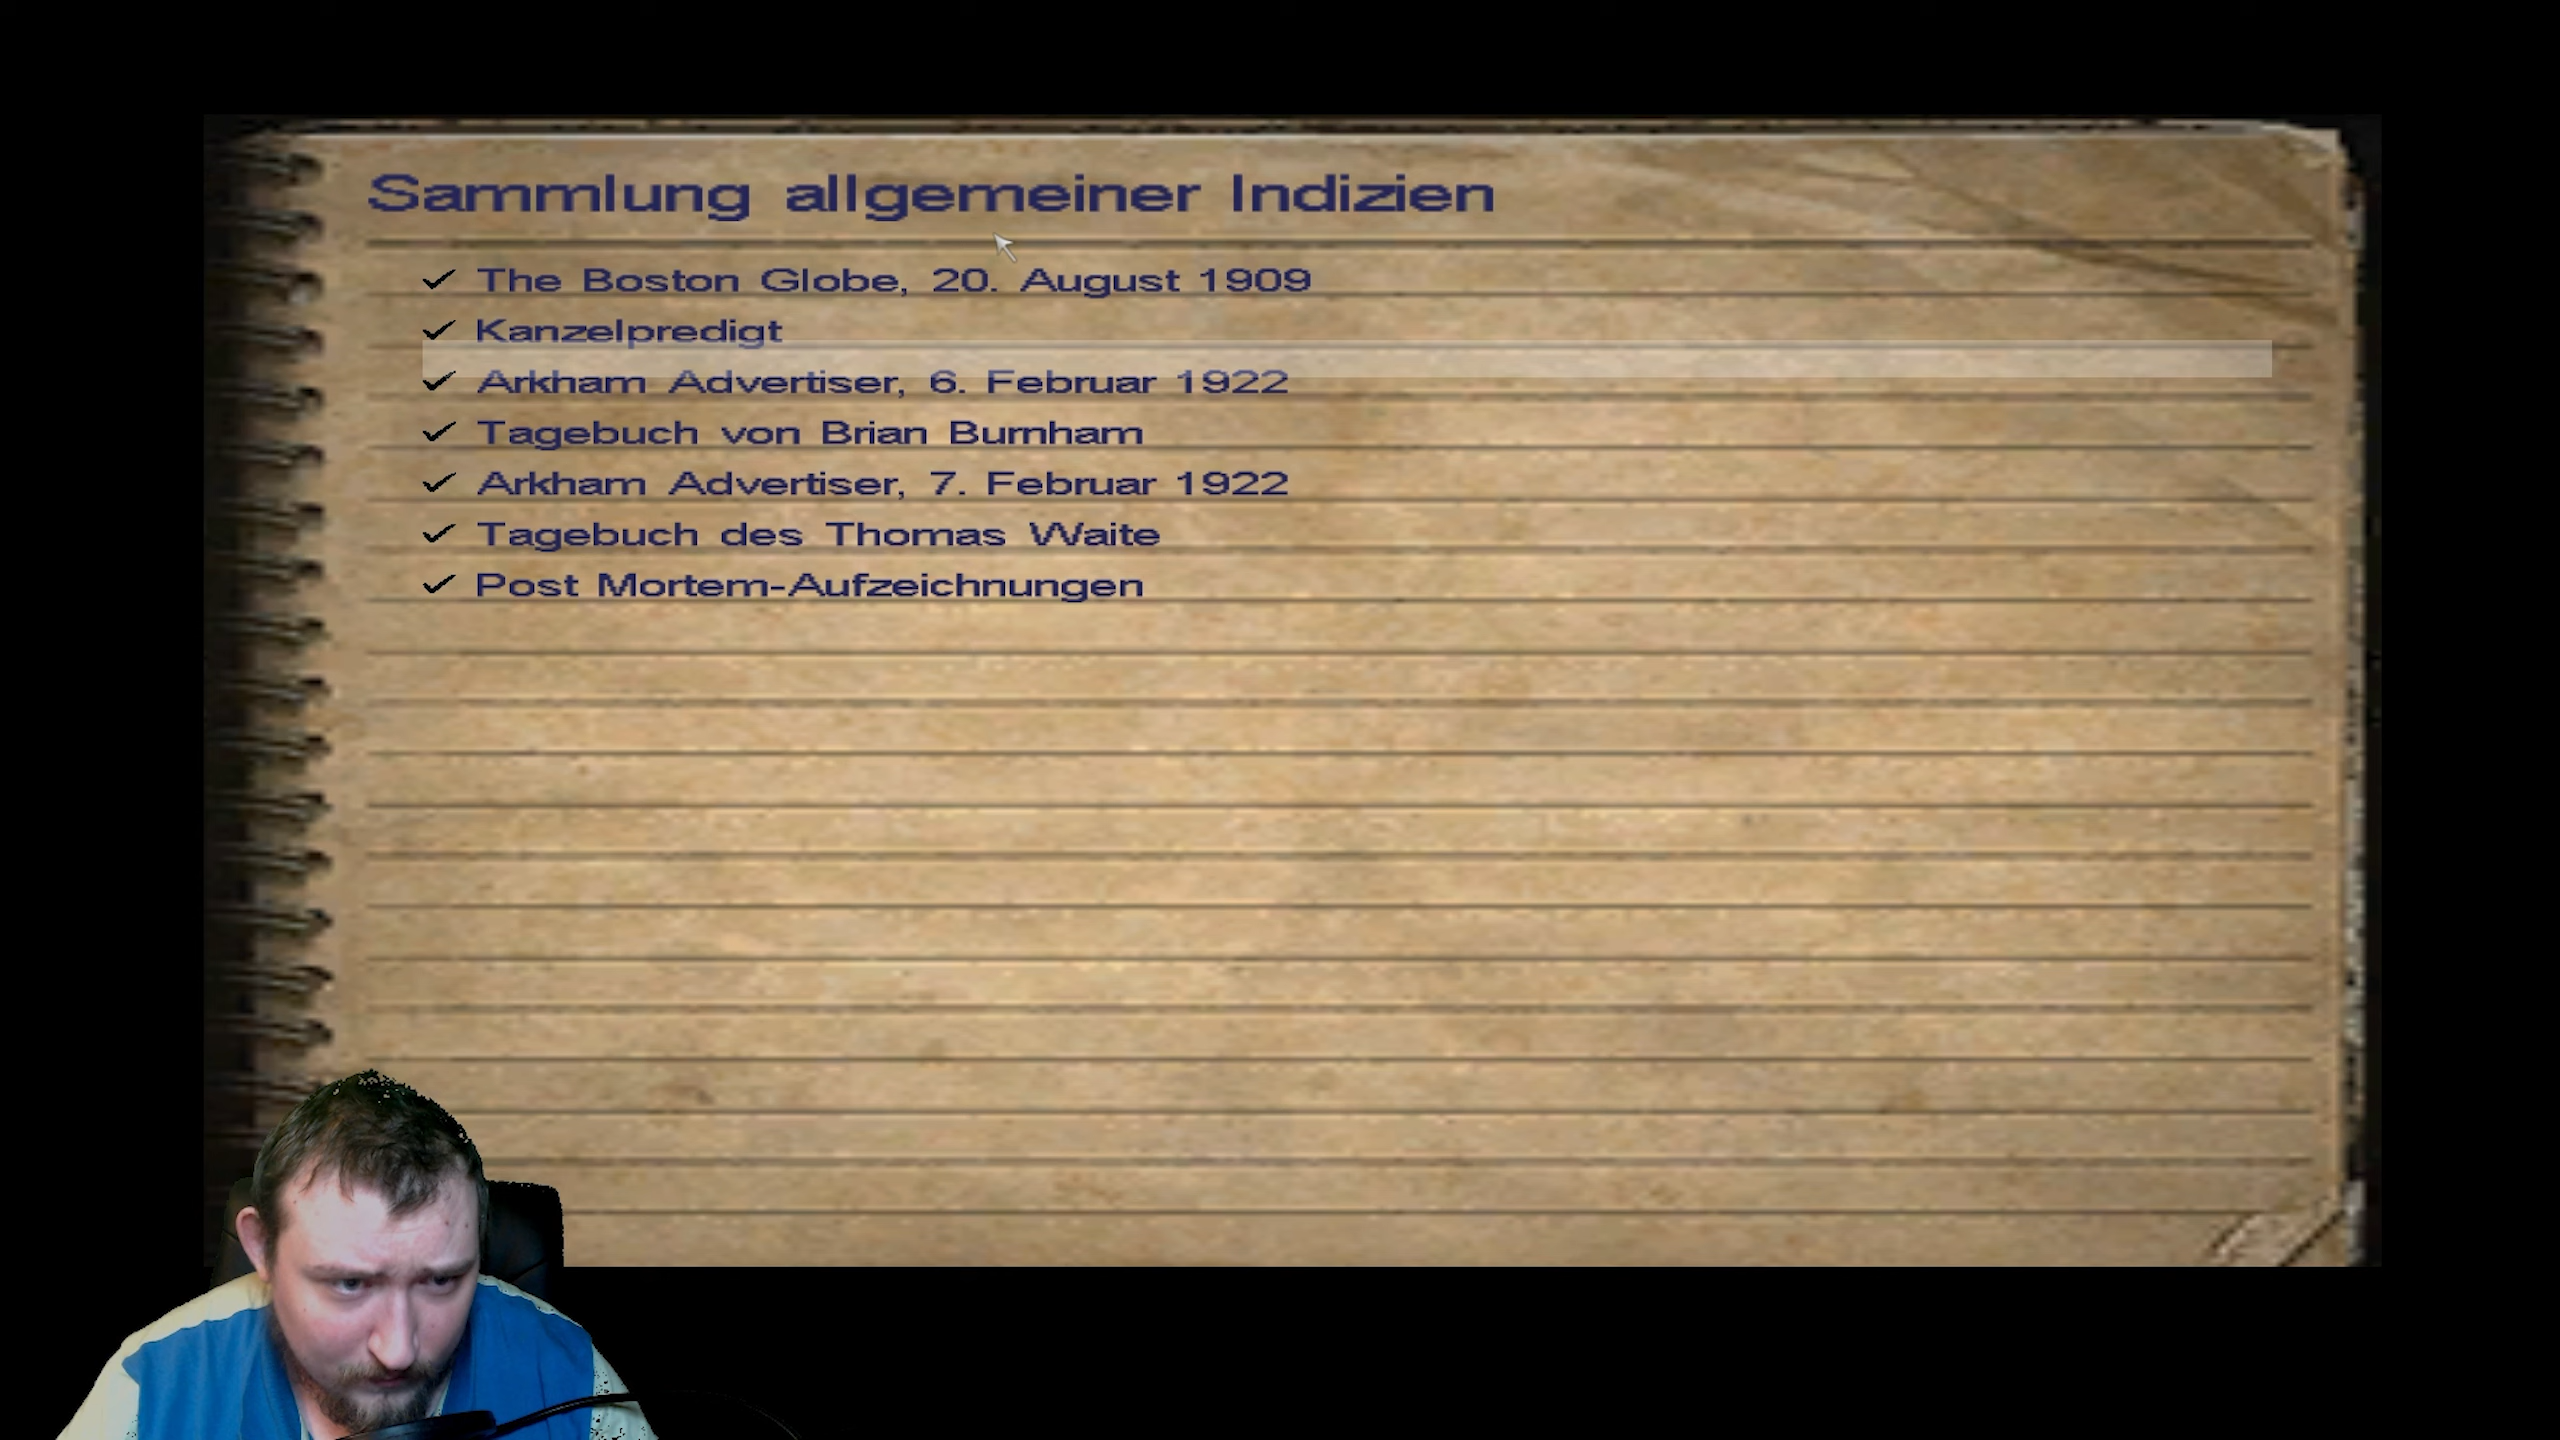 Sammlung allgemeiner Indizien
The Boston Globe, 20. August 1909
Kanzelpredigt
Arkham Advertiser, 6. Februar 1922
Tagebuch von Brian Burnham
Arkham Advertiser, 7. Februar 1922
Tagebuch des Thomas Waite
Post Mortem-Aufzeichnungen